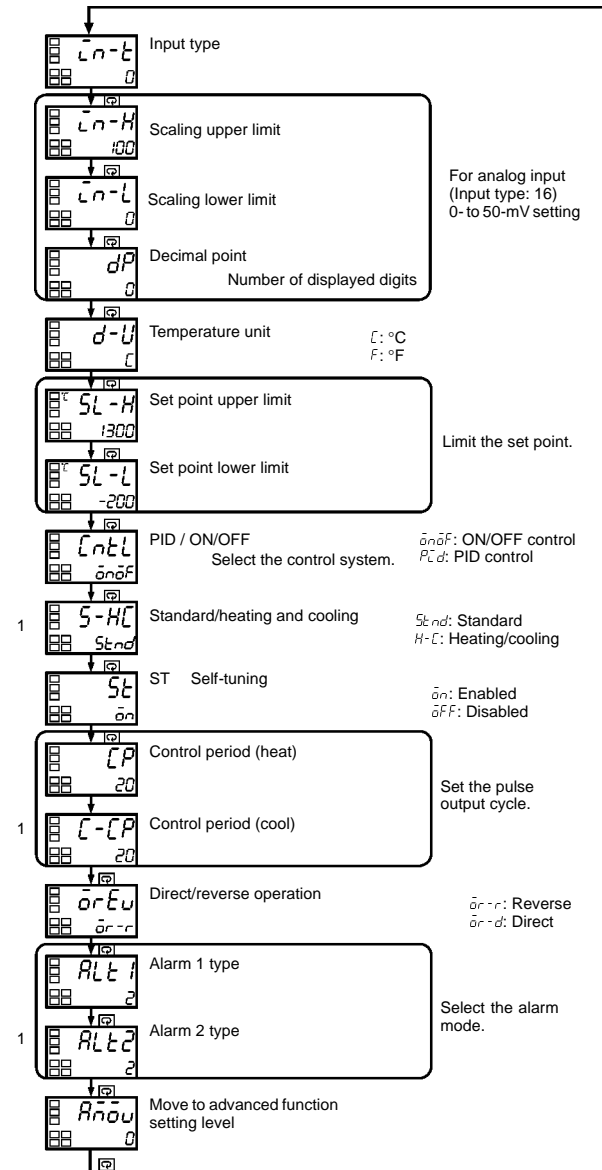 in-t
Input type
0
in-H
Scaling upper limit
100
in-L
Scaling lower limit
0
For analog input
(Input type: 16)
0- to 50-mV setting
dP
Decimal point
Number of displayed digits
0
d-U
Temperature unit
C
C: °C
F: °F
°C
SL-H
Set point upper limit
1300
Limit the set point.
°C
SL-L
Set point lower limit
-200
CntL
PID / ON/OFF
Select the control system.
onoF
onoF: ON/OFF control
Pid: PID control
1
S-HC
Standard/heating and cooling
Stnd
Stnd: Standard
H-C: Heating/cooling
St
ST Self-tuning
on
on: Enabled
oFF: Disabled
CP
Control period (heat)
20
Set the pulse
output cycle.
1
C-CP
Control period (cool)
20
orEv
Direct/reverse operation
or-r
or-r: Reverse
or-d: Direct
ALt1
Alarm 1 type
2
Select the alarm
mode.
1
ALt2
Alarm 2 type
2
Amov
Move to advanced function
setting level
0